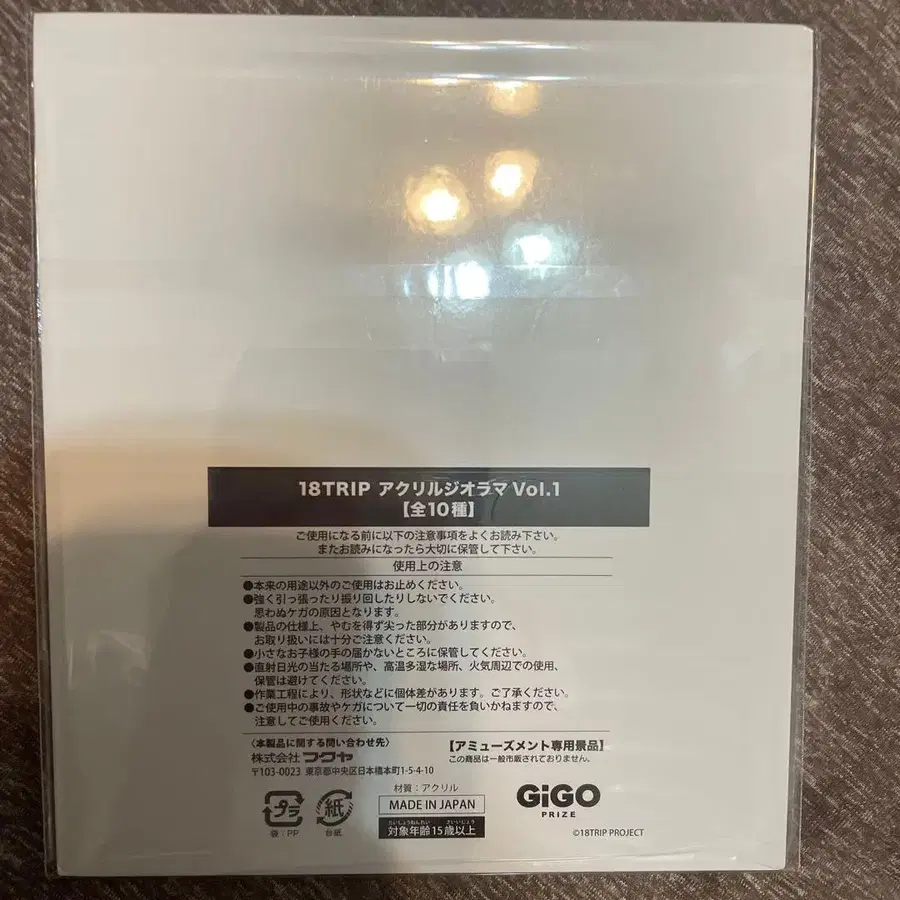 18TRIP アクリルジオラマ Vol.1
【全10種】
ご使用になる前に以下の注意事項をよくお読み下さい。
またお読みになったら大切に保管して下さい。
使用上の注意
●本来の用途以外のご使用はお止めください。
●強く引っ張ったり振り回したりしないでください。
思わぬケガの原因となります。
●製品の仕様上、やむを得ず尖った部分がありますので、
お取り扱いには十分ご注意ください。
●小さなお子様の手の届かないところに保管してください。
●直射日光の当たる場所や、高温多湿な場所、火気周辺での使用、
保管は避けてください。
●作業工程により、形状などに個体差があります。ご了承ください。
●ご使用中の事故やケガについて一切の責任を負いかねますので、
注意してご使用ください。
〈本製品に関する問い合わせ先〉
株式会社 フクヤ
〒103-0023 東京都中央区日本橋本町1-5-4-10
【アミューズメント専用景品】
この商品は一般市販されておりません。
材質：アクリル
プラ
袋：PP
紙
台紙
MADE IN JAPAN
たいしょうねんれい さいいじょう
対象年齢15歳以上
GiGO
PRIZE
©18TRIP PROJECT